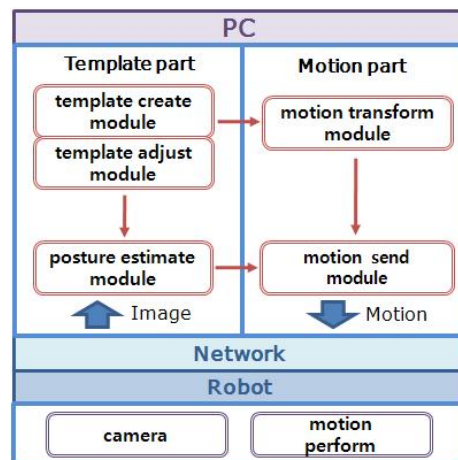 PC
Template part
template create
module
template adjust
module
posture estimate
module
Image
Motion part
motion transform
module
motion send
module
Motion
Network
Robot
camera
motion
perform